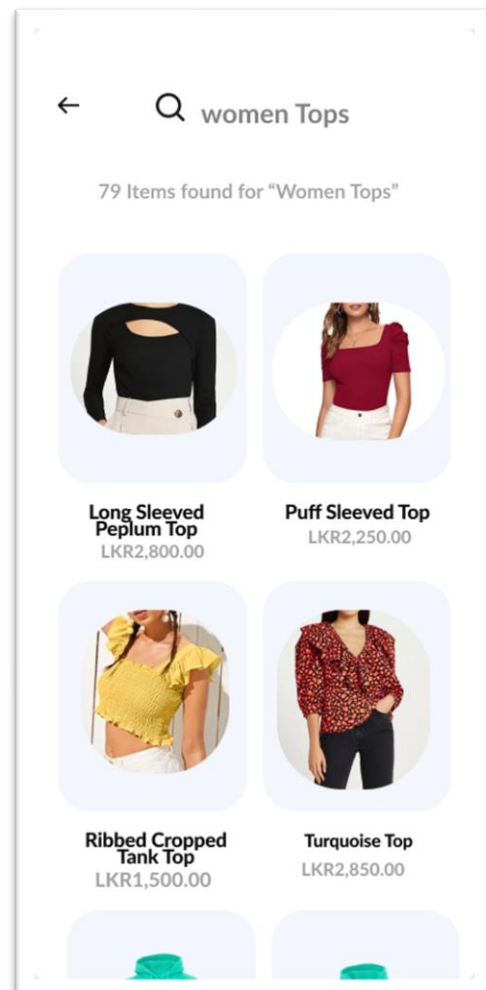 women Tops
79 Items found for “Women Tops”
Long Sleeved
Peplum Top
LKR2,800.00
Puff Sleeved Top
LKR2,250.00
Ribbed Cropped
Tank Top
LKR1,500.00
Turquoise Top
LKR2,850.00